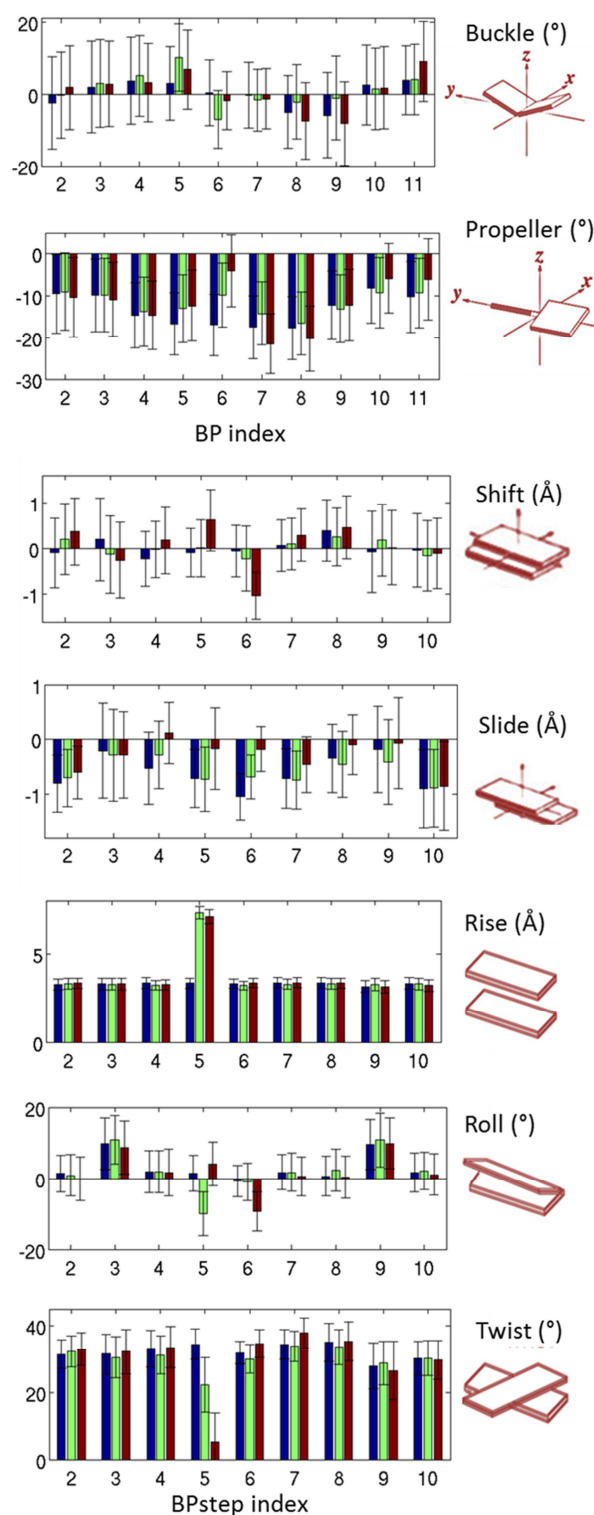 Buckle (°)
20
0
-20
2 3 4 5 6 7 8 9 10 11
z
x
y
Propeller (°)
0
-10
-20
-30
2 3 4 5 6 7 8 9 10 11
z
x
y
BP index
Shift (Å)
1
0
-1
2 3 4 5 6 7 8 9 10
Slide (Å)
1
0
-1
2 3 4 5 6 7 8 9 10
Rise (Å)
5
0
2 3 4 5 6 7 8 9 10
Roll (°)
20
0
-20
2 3 4 5 6 7 8 9 10
Twist (°)
40
20
0
2 3 4 5 6 7 8 9 10
BPstep index